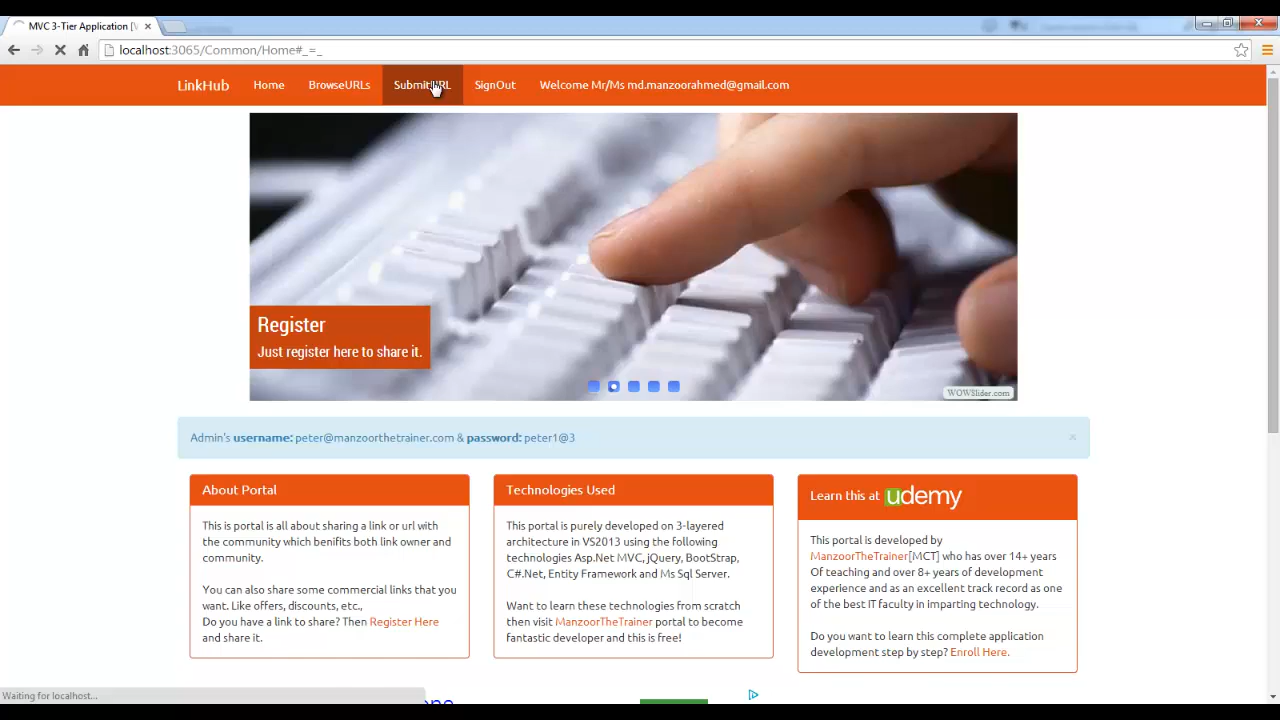 MVC 3-Tier Application [V
localhost:3065/Common/Home#_=_
LinkHub Home BrowseURLs SubmitURL SignOut Welcome Mr/Ms md.manzoorahmed@gmail.com
Register
Just register here to share it.
WOWSlider.com
Admin's username: peter@manzoorthetrainer.com & password: peter1@3
×
About Portal
This is portal is all about sharing a link or url with
the community which benifits both link owner and
community.
You can also share some commercial links that you
want. Like offers, discounts, etc.,
Do you have a link to share? Then Register Here
and share it.
Technologies Used
This portal is purely developed on 3-layered
architecture in VS2013 using the following
technologies Asp.Net MVC, jQuery, BootStrap,
C#.Net, Entity Framework and Ms Sql Server.
Want to learn these technologies from scratch
then visit ManzoorTheTrainer portal to become
fantastic developer and this is free!
Learn this at udemy
This portal is developed by
ManzoorTheTrainer[MCT] who has over 14+ years
Of teaching and over 8+ years of development
experience and as an excellent track record as one
of the best IT faculty in imparting technology.
Do you want to learn this complete application
development step by step? Enroll Here.
Waiting for localhost...